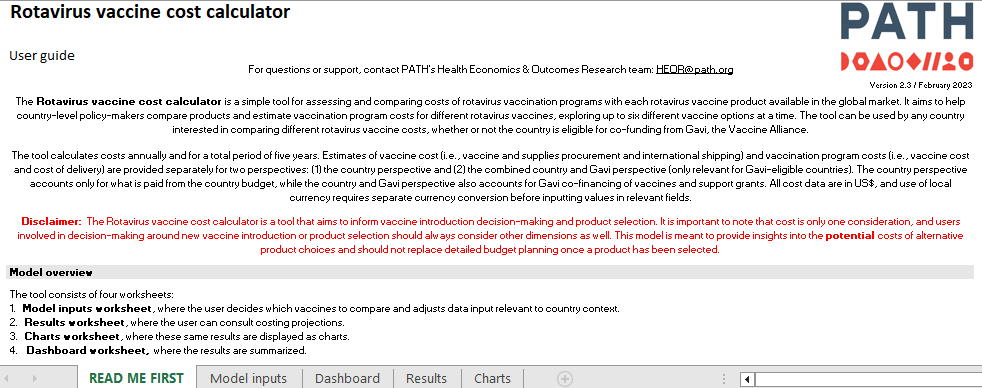 Rotavirus vaccine cost calculator
PATH
User guide
For questions or support, contact PATH's Health Economics & Outcomes Research team: HEOR@path.org
Version 2.3 / February 2023
The Rotavirus vaccine cost calculator is a simple tool for assessing and comparing costs of rotavirus vaccination programs with each rotavirus vaccine product available in the global market. It aims to help
country-level policy-makers compare products and estimate vaccination program costs for different rotavirus vaccines, exploring up to six different vaccine options at a time. The tool can be used by any country
interested in comparing different rotavirus vaccine costs, whether or not the country is eligible for co-funding from Gavi, the Vaccine Alliance.
The tool calculates costs annually and for a total period of five years. Estimates of vaccine cost (i.e., vaccine and supplies procurement and international shipping) and vaccination program costs (i.e., vaccine cost
and cost of delivery) are provided separately for two perspectives: (1) the country perspective and (2) the combined country and Gavi perspective (only relevant for Gavi-eligible countries). The country perspective
accounts only for what is paid from the country budget, while the country and Gavi perspective also accounts for Gavi co-financing of vaccines and support grants. All cost data are in US$, and use of local
currency requires separate currency conversion before inputting values in relevant fields.
Disclaimer: The Rotavirus vaccine cost calculator is a tool that aims to inform vaccine introduction decision-making and product selection. It is important to note that cost is only one consideration, and users
involved in decision-making around new vaccine introduction or product selection should always consider other dimensions as well. This model is meant to provide insights into the potential costs of alternative
product choices and should not replace detailed budget planning once a product has been selected.
Model overview
The tool consists of four worksheets:
1. Model inputs worksheet, where the user decides which vaccines to compare and adjusts data input relevant to country context.
2. Results worksheet, where the user can consult costing projections.
3. Charts worksheet, where these same results are displayed as charts.
4. Dashboard worksheet, where the results are summarized.
READ ME FIRST Model inputs Dashboard Results Charts